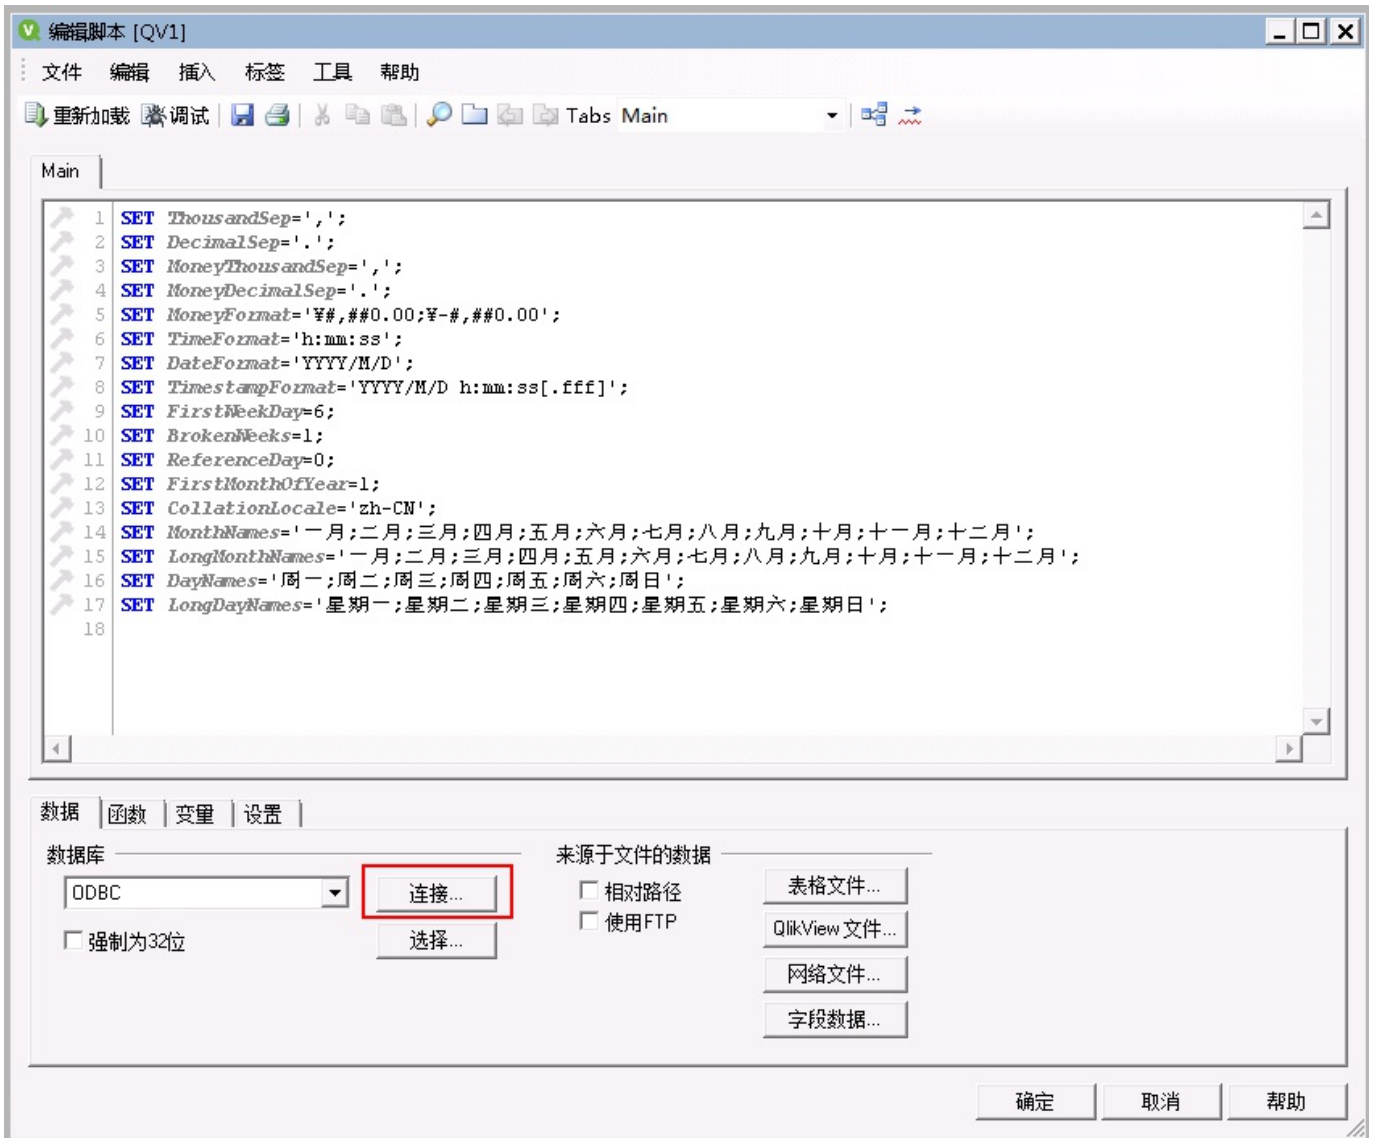 编辑脚本 [QV1]
文件 编辑 插入 标签 工具 帮助
重新加载 调试 Tabs Main
Main
1 SET ThousandSep=',';
2 SET DecimalSep='.';
3 SET MoneyThousandSep=',';
4 SET MoneyDecimalSep='.';
5 SET MoneyFormat='¥#,##0.00;¥-#,##0.00';
6 SET TimeFormat='h:mm:ss';
7 SET DateFormat='YYYY/M/D';
8 SET TimestampFormat='YYYY/M/D h:mm:ss[.fff]';
9 SET FirstWeekDay=6;
10 SET BrokenWeeks=1;
11 SET ReferenceDay=0;
12 SET FirstMonthOfYear=1;
13 SET CollationLocale='zh-CN';
14 SET MonthNames='一月;二月;三月;四月;五月;六月;七月;八月;九月;十月;十一月;十二月';
15 SET LongMonthNames='一月;二月;三月;四月;五月;六月;七月;八月;九月;十月;十一月;十二月';
16 SET DayNames='周一;周二;周三;周四;周五;周六;周日';
17 SET LongDayNames='星期一;星期二;星期三;星期四;星期五;星期六;星期日';
18
数据 函数 变量 设置
数据库
ODBC 连接...
强制为32位 选择...
来源于文件的数据
相对路径
使用FTP
表格文件...
QlikView 文件...
网络文件...
字段数据...
确定 取消 帮助